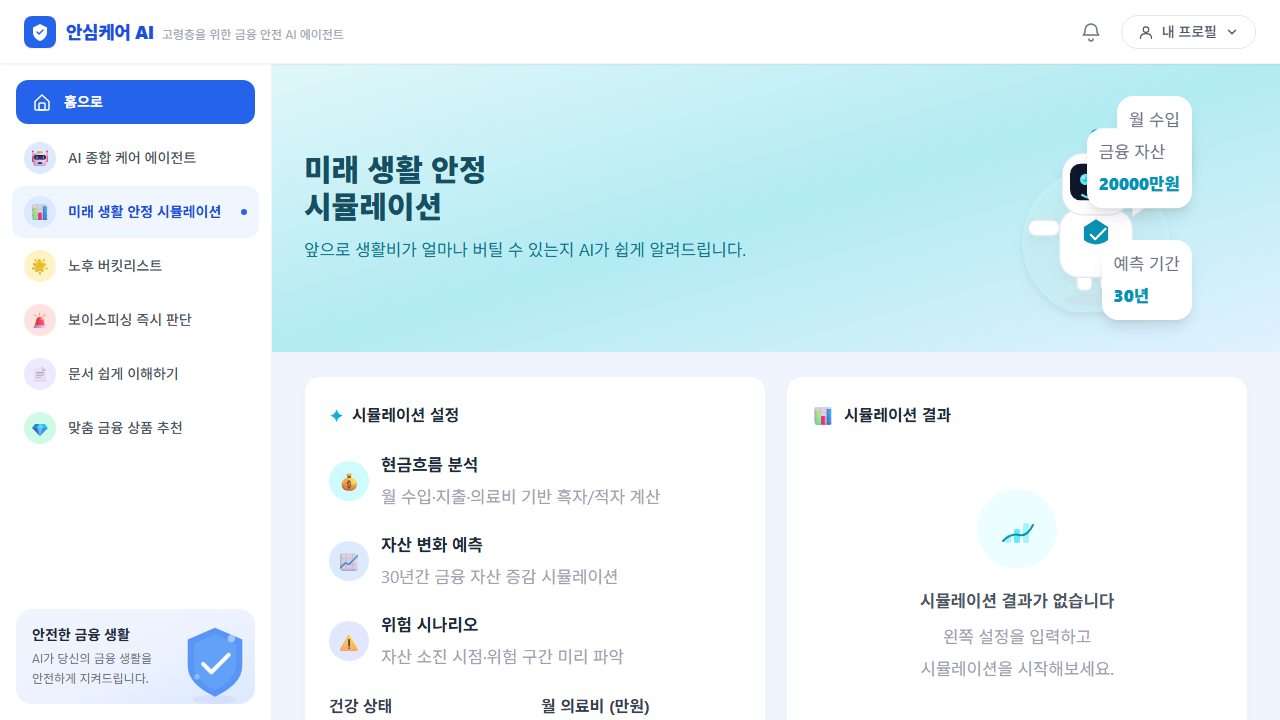 안심케어 AI 고령층을 위한 금융 안전 AI 에이전트
내 프로필
홈으로
AI 종합 케어 에이전트
미래 생활 안정 시뮬레이션
노후 버킷리스트
보이스피싱 즉시 판단
문서 쉽게 이해하기
맞춤 금융 상품 추천
안전한 금융 생활
AI가 당신의 금융 생활을
안전하게 지켜드립니다.
미래 생활 안정
시뮬레이션
앞으로 생활비가 얼마나 버틸 수 있는지 AI가 쉽게 알려드립니다.
월 수입
금융 자산
20000만원
예측 기간
30년
시뮬레이션 설정
현금흐름 분석
월 수입·지출·의료비 기반 흑자/적자 계산
자산 변화 예측
30년간 금융 자산 증감 시뮬레이션
위험 시나리오
자산 소진 시점·위험 구간 미리 파악
건강 상태
월 의료비 (만원)
시뮬레이션 결과
시뮬레이션 결과가 없습니다
왼쪽 설정을 입력하고
시뮬레이션을 시작해보세요.